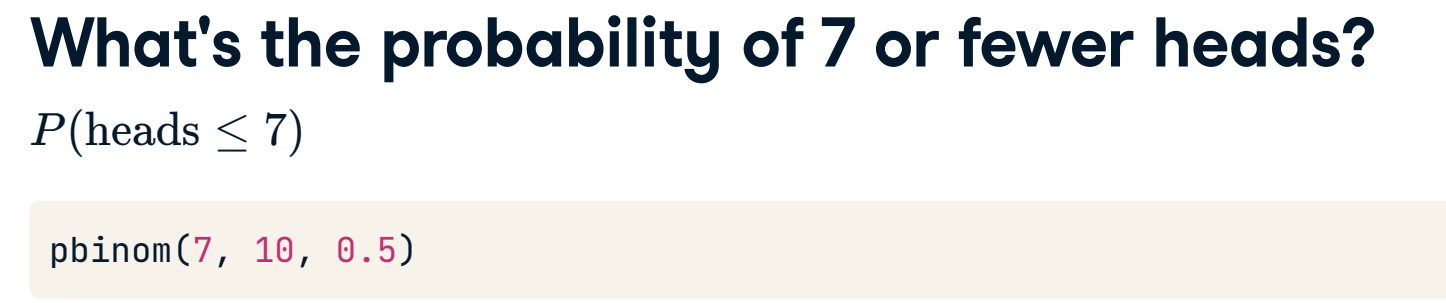 What's the probability of 7 or fewer heads?
P(heads ≤ 7)
pbinom(7, 10, 0.5)